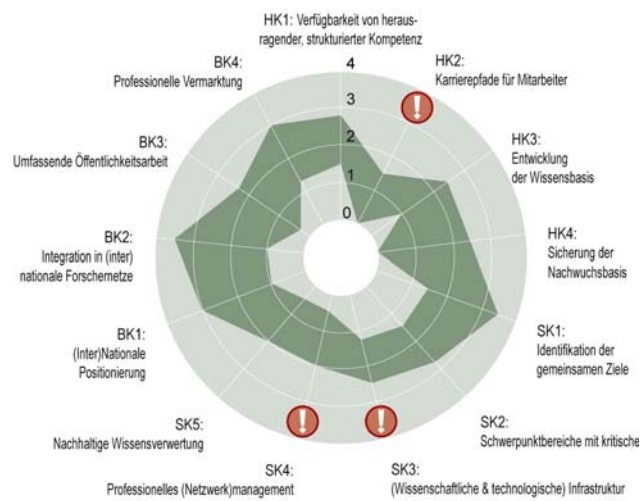 HK1: Verfügbarkeit von heraus-
ragender, strukturierter Kompetenz
HK2:
Karrierepfade für Mitarbeiter
HK3:
Entwicklung
der Wissensbasis
HK4:
Sicherung der
Nachwuchsbasis
SK1:
Identifikation der
gemeinsamen Ziele
SK2:
Schwerpunktbereiche mit kritische
SK3:
(Wissenschaftliche & technologische) Infrastruktur
SK4:
Professionelles (Netzwerk)management
SK5:
Nachhaltige Wissensverwertung
BK1:
(Inter)Nationale
Positionierung
BK2:
Integration in (inter)
nationale Forschernetze
BK3:
Umfassende Öffentlichkeitsarbeit
BK4:
Professionelle Vermarktung
4
3
2
1
0
!
!
!